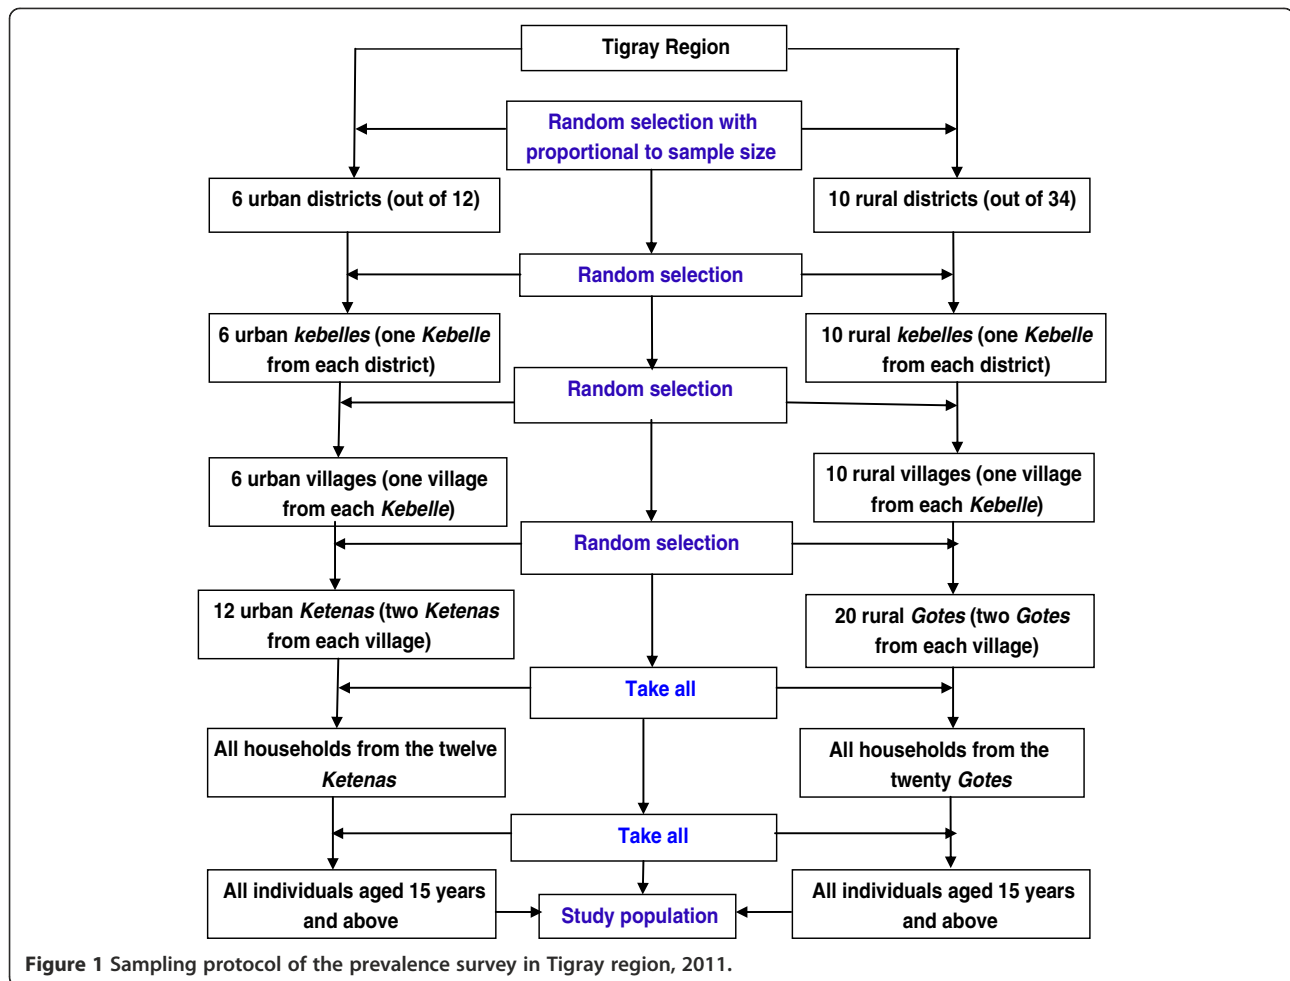 Tigray Region
Random selection with
proportional to sample size
6 urban districts (out of 12)
10 rural districts (out of 34)
Random selection
6 urban kebelles (one Kebelle
from each district)
10 rural kebelles (one Kebelle
from each district)
Random selection
6 urban villages (one village
from each Kebelle)
10 rural villages (one village
from each Kebelle)
Random selection
12 urban Ketenas (two Ketenas
from each village)
20 rural Gotes (two Gotes
from each village)
Take all
All households from the twelve
Ketenas
All households from the
twenty Gotes
Take all
All individuals aged 15 years
and above
All individuals aged 15 years
and above
Study population
Figure 1 Sampling protocol of the prevalence survey in Tigray region, 2011.